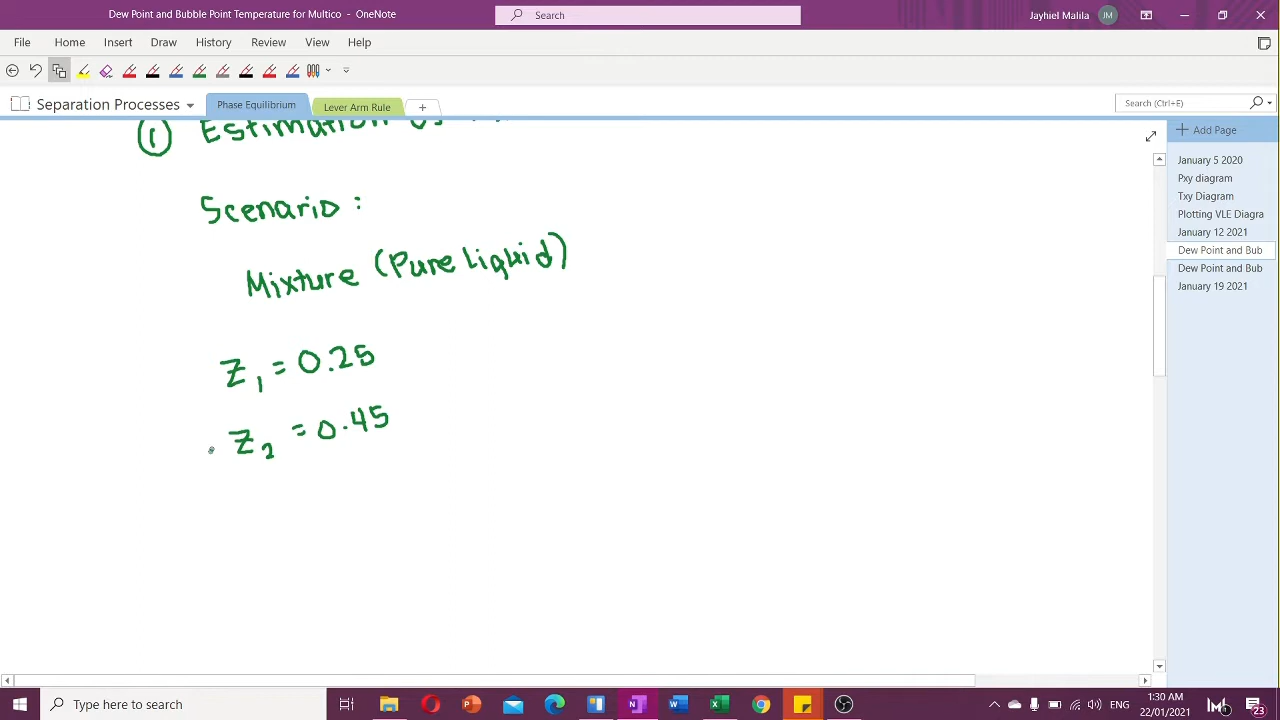 Dew Point and Bubble Point Temperature for Multico - OneNote
Search
Jayhiel Malila JM
File Home Insert Draw History Review View Help
Separation Processes Phase Equilibrium Lever Arm Rule
Search (Ctrl+E)
Add Page
January 5 2020
Pxy diagram
Txy Diagram
Plotting VLE Diagra
January 12 2021
Dew Point and Bub
Dew Point and Bub
January 19 2021
① Estimation
Scenario :
Mixture (Pure Liquid)
Z1 = 0.25
Z2 = 0.45
Type here to search
ENG
1:30 AM
22/01/2021
23